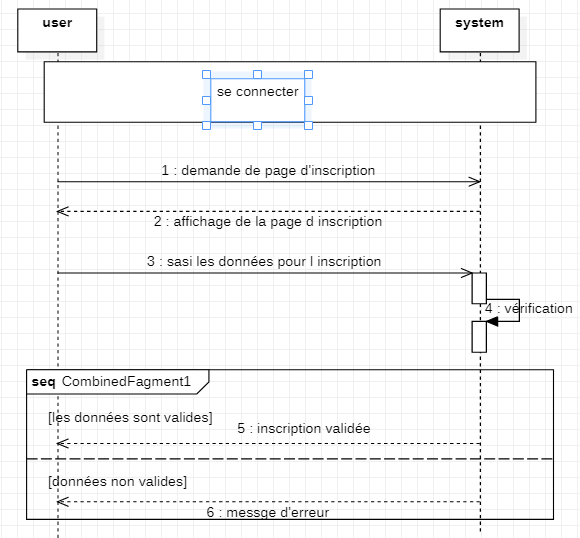 user
system
se connecter
1 : demande de page d'inscription
2 : affichage de la page d inscription
3 : sasi les données pour l inscription
4 : vérification
seq CombinedFagment1
[les données sont valides]
5 : inscription validée
[données non valides]
6 : messge d'erreur